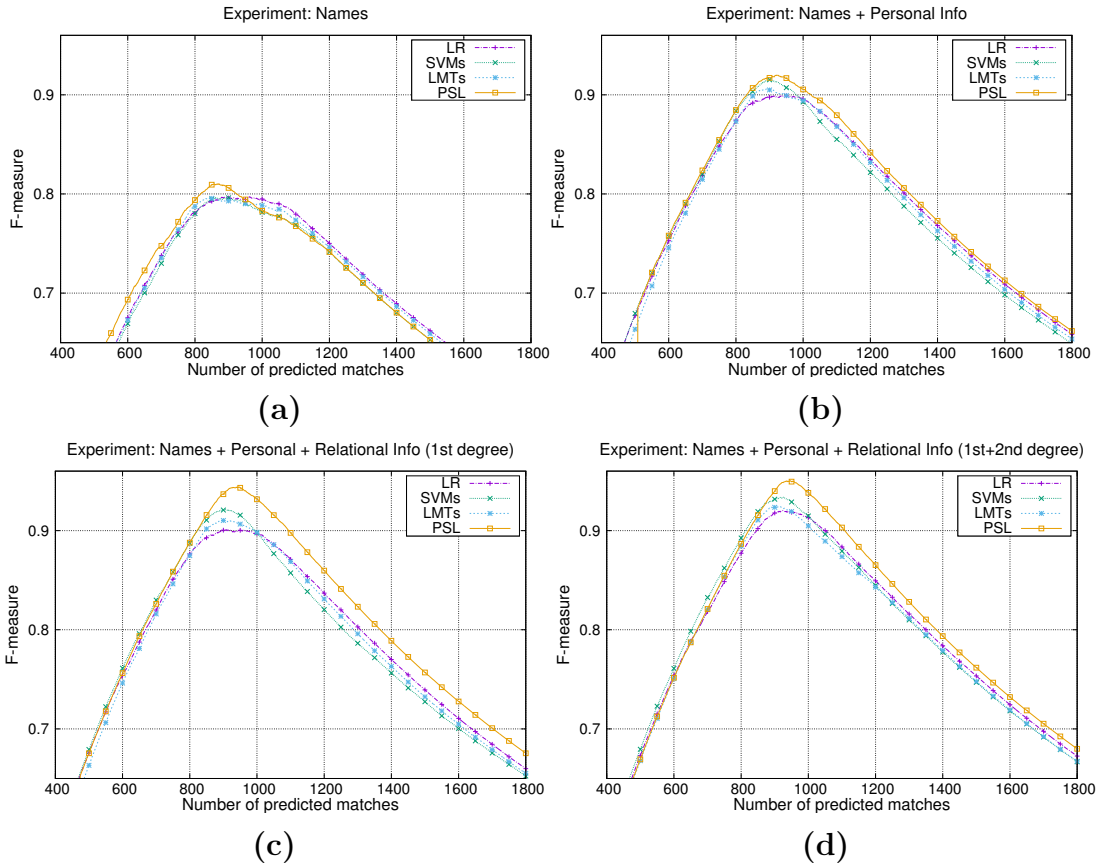 Experiment: Names
LR
SVMs
LMTs
PSL
0.9
0.8
0.7
F-measure
400 600 800 1000 1200 1400 1600 1800
Number of predicted matches
(a)
Experiment: Names + Personal Info
LR
SVMs
LMTs
PSL
0.9
0.8
0.7
F-measure
400 600 800 1000 1200 1400 1600 1800
Number of predicted matches
(b)
Experiment: Names + Personal + Relational Info (1st degree)
LR
SVMs
LMTs
PSL
0.9
0.8
0.7
F-measure
400 600 800 1000 1200 1400 1600 1800
Number of predicted matches
(c)
Experiment: Names + Personal + Relational Info (1st+2nd degree)
LR
SVMs
LMTs
PSL
0.9
0.8
0.7
F-measure
400 600 800 1000 1200 1400 1600 1800
Number of predicted matches
(d)